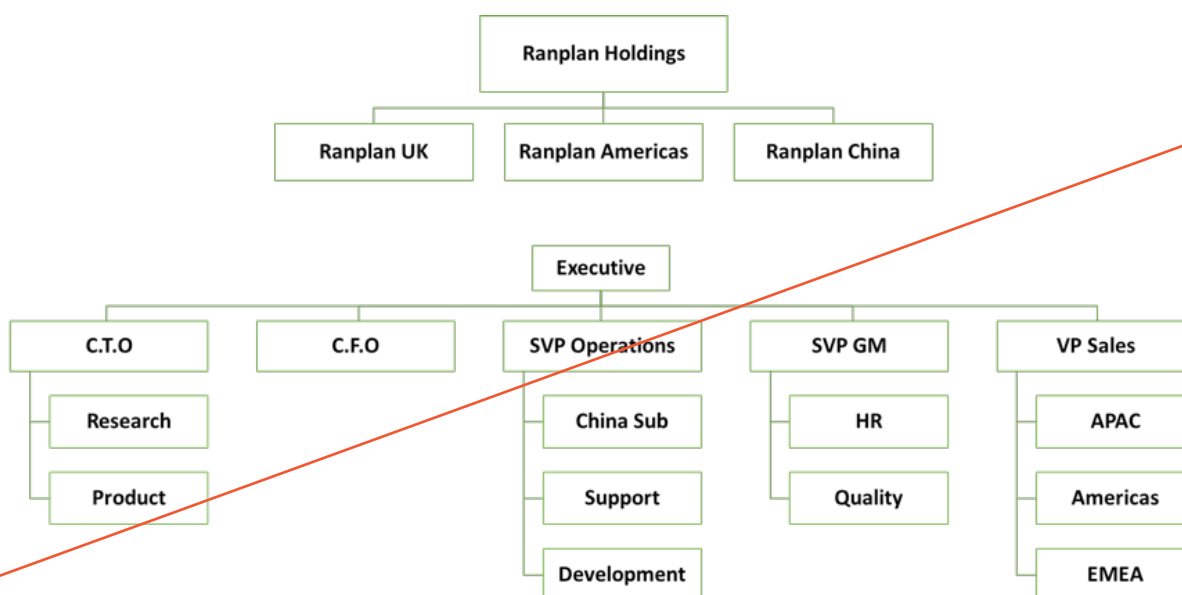 Ranplan Holdings
Ranplan UK
Ranplan Americas
Ranplan China
Executive
C.T.O
C.F.O
SVP Operations
SVP GM
VP Sales
Research
China Sub
HR
APAC
Product
Support
Quality
Americas
Development
EMEA